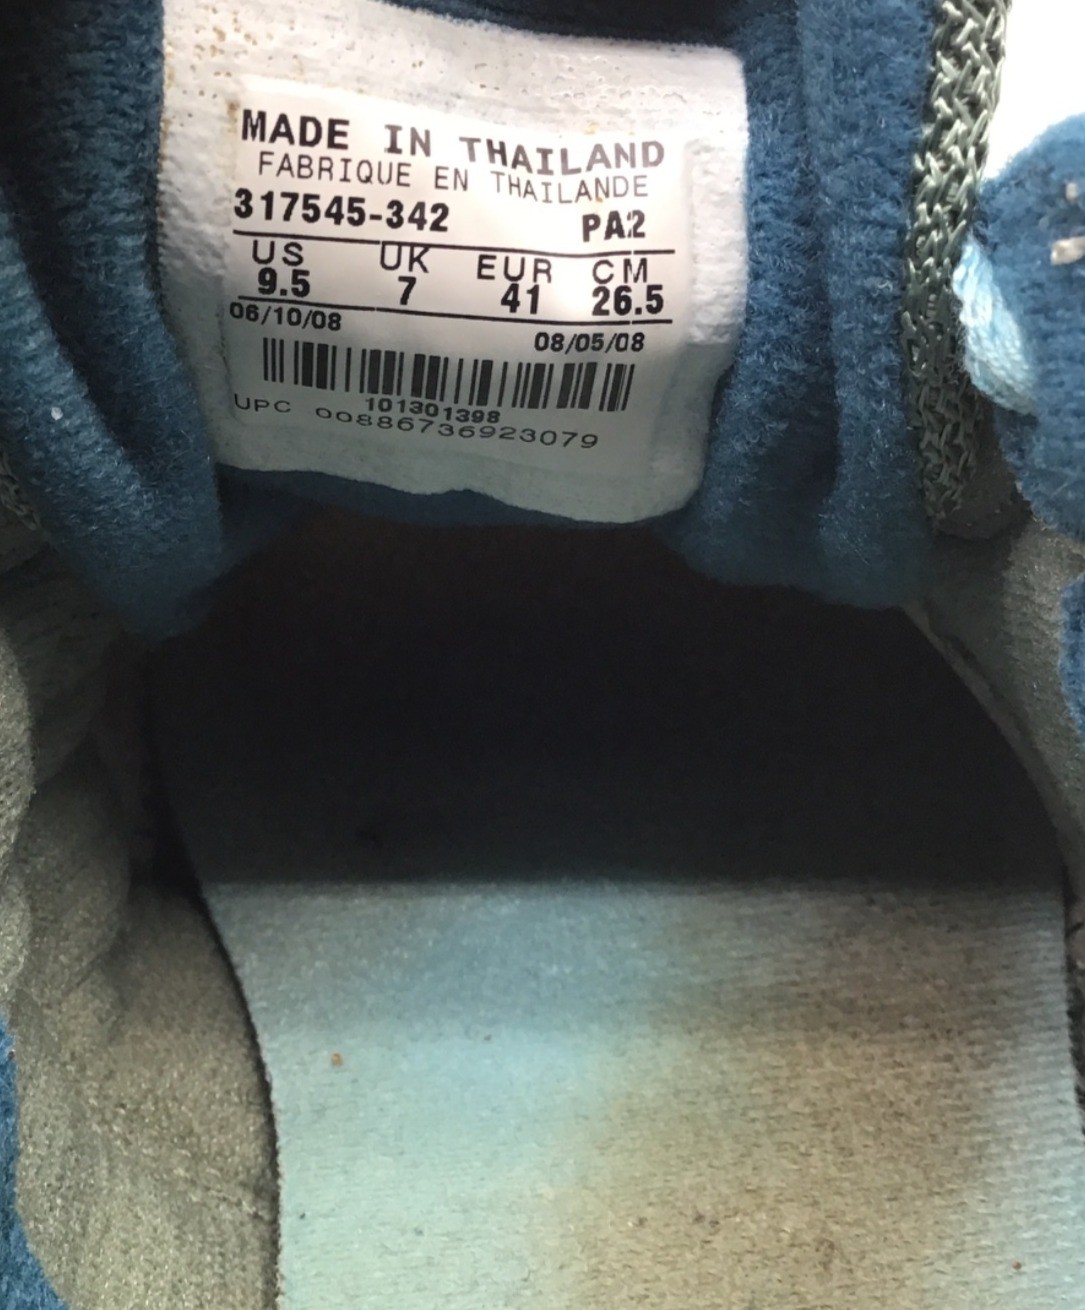 MADE IN THAILAND
FABRIQUE EN THAILANDE
317545-342 PA2
US UK EUR CM
9.5 7 41 26.5
06/10/08 08/05/08
101301398
UPC 00886736923079